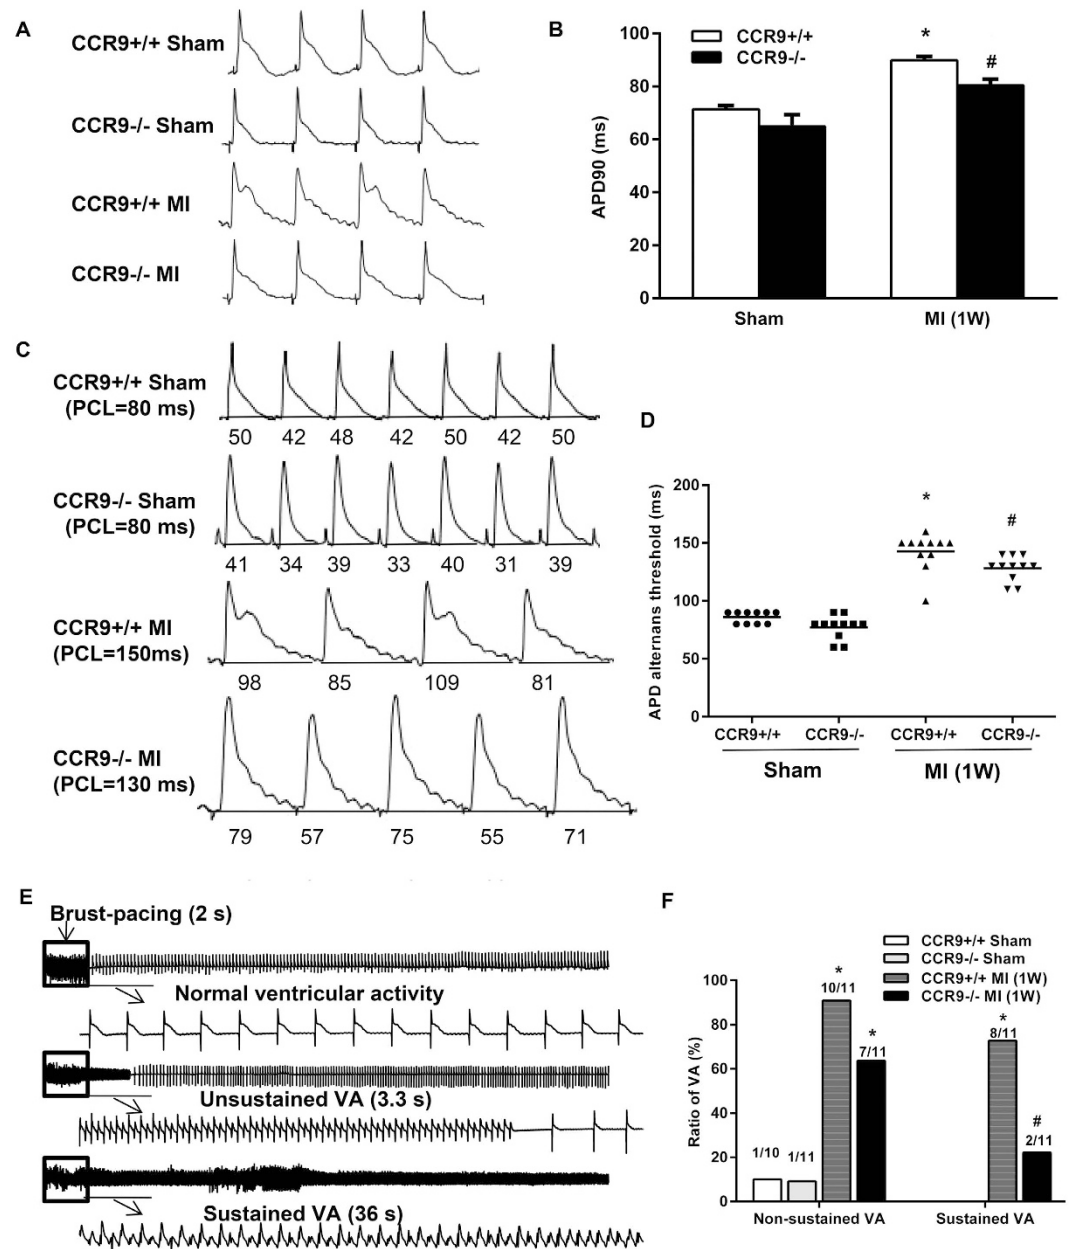 A
CCR9+/+ Sham
CCR9-/- Sham
CCR9+/+ MI
CCR9-/- MI
B
CCR9+/+
CCR9-/-
APD90 (ms)
100
80
60
40
20
0
*
#
Sham
MI (1W)
C
CCR9+/+ Sham
(PCL=80 ms)
50 42 48 42 50 42 50
CCR9-/- Sham
(PCL=80 ms)
41 34 39 33 40 31 39
CCR9+/+ MI
(PCL=150ms)
98 85 109 81
CCR9-/- MI
(PCL=130 ms)
79 57 75 55 71
D
APD alternans threshold (ms)
200
150
100
50
0
*
#
CCR9+/+ CCR9-/- CCR9+/+ CCR9-/-
Sham MI (1W)
E
Brust-pacing (2 s)
Normal ventricular activity
Unsustained VA (3.3 s)
Sustained VA (36 s)
F
CCR9+/+ Sham
CCR9-/- Sham
CCR9+/+ MI (1W)
CCR9-/- MI (1W)
Ratio of VA (%)
100
80
60
40
20
0
1/10
1/11
*
10/11
*
7/11
*
8/11
#
2/11
Non-sustained VA
Sustained VA